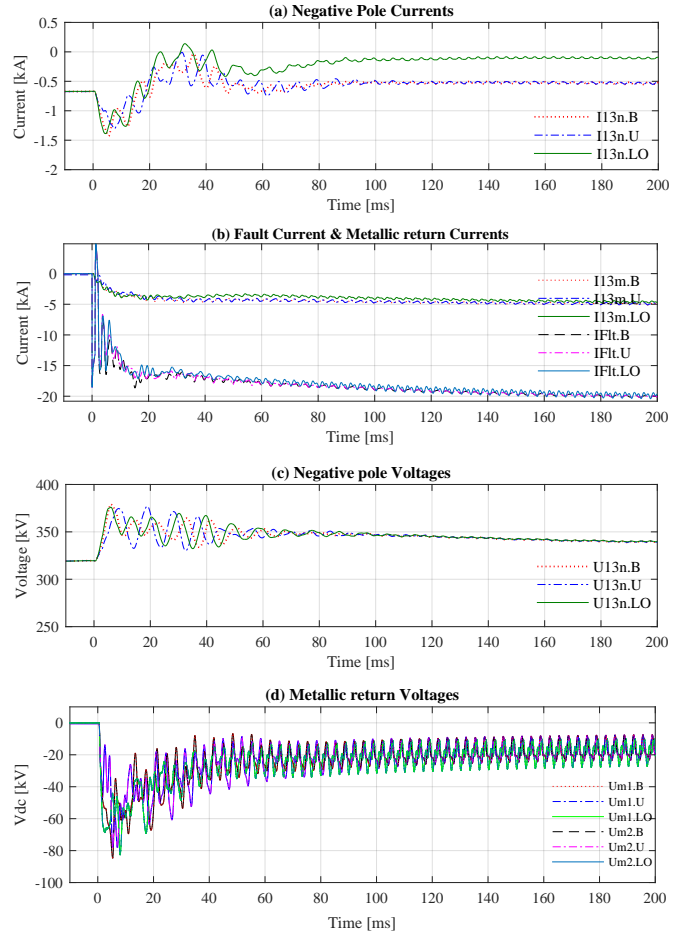 (a) Negative Pole Currents
Current [kA]
0.5
0
-0.5
-1
-1.5
-2
I13n.B
I13n.U
I13n.LO
0 20 40 60 80 100 120 140 160 180 200
Time [ms]
(b) Fault Current & Metallic return Currents
Current [kA]
0
-5
-10
-15
-20
I13m.B
I13m.U
I13m.LO
IFlt.B
IFlt.U
IFlt.LO
0 20 40 60 80 100 120 140 160 180 200
Time [ms]
(c) Negative pole Voltages
Voltage [kV]
400
350
300
250
U13n.B
U13n.U
U13n.LO
0 20 40 60 80 100 120 140 160 180 200
Time [ms]
(d) Metallic return Voltages
Vdc [kV]
0
-20
-40
-60
-80
-100
Um1.B
Um1.U
Um1.LO
Um2.B
Um2.U
Um2.LO
0 20 40 60 80 100 120 140 160 180 200
Time [ms]